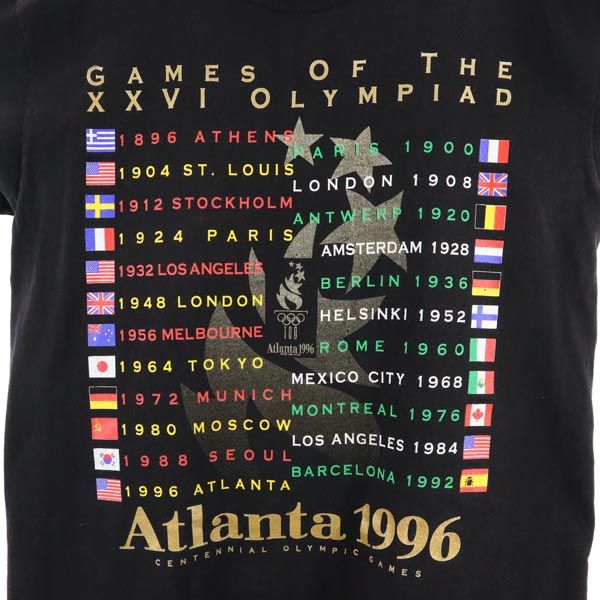 GAMES OF THE
XXVI OLYMPIAD
1896 ATHENS
PARIS 1900
1904 ST. LOUIS
LONDON 1908
1912 STOCKHOLM
ANTWERP 1920
1924 PARIS
AMSTERDAM 1928
1932 LOS ANGELES
BERLIN 1936
1948 LONDON
HELSINKI 1952
1956 MELBOURNE
ROME 1960
1964 TOKYO
MEXICO CITY 1968
1972 MUNICH
MONTREAL 1976
1980 MOSCOW
LOS ANGELES 1984
1988 SEOUL
BARCELONA 1992
1996 ATLANTA
100
Atlanta 1996
Atlanta 1996
CENTENNIAL OLYMPIC GAMES